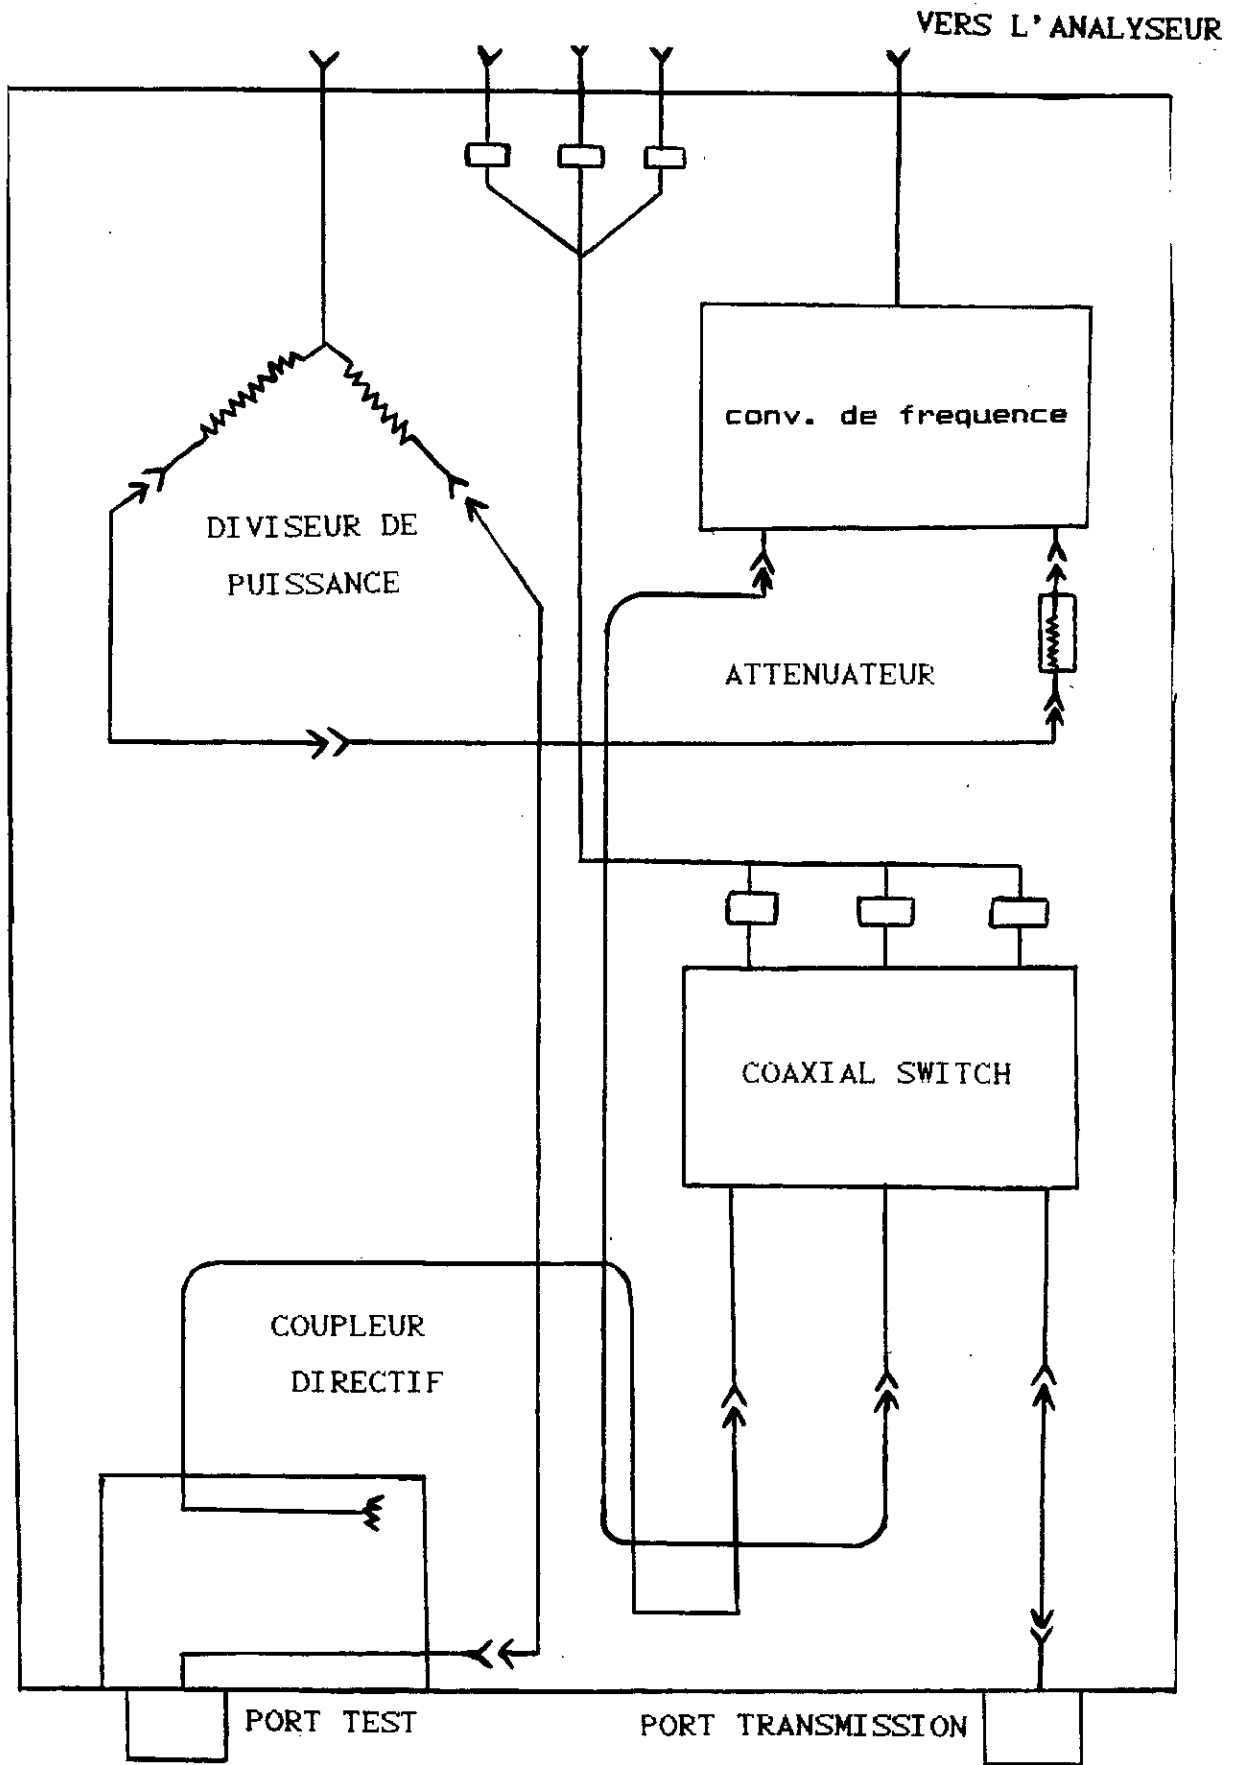 VERS L'ANALYSEUR
conv. de frequence
DIVISEUR DE
PUISSANCE
ATTENUATEUR
COAXIAL SWITCH
COUPLEUR
DIRECTIF
PORT TEST
PORT TRANSMISSION